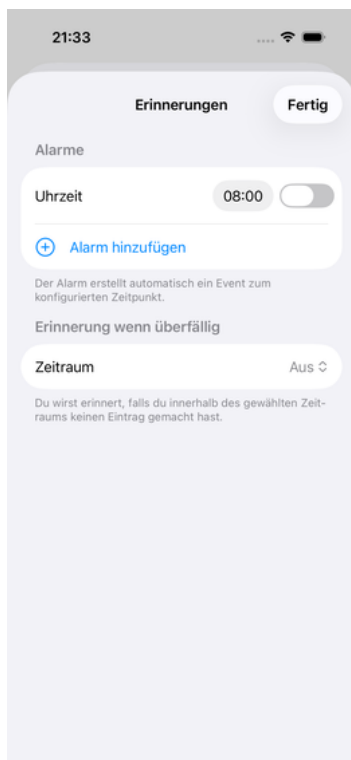 21:33
Erinnerungen
Fertig
Alarme
Uhrzeit
08:00
Alarm hinzufügen
Der Alarm erstellt automatisch ein Event zum
konfigurierten Zeitpunkt.
Erinnerung wenn überfällig
Zeitraum
Aus
Du wirst erinnert, falls du innerhalb des gewählten Zeit-
raums keinen Eintrag gemacht hast.